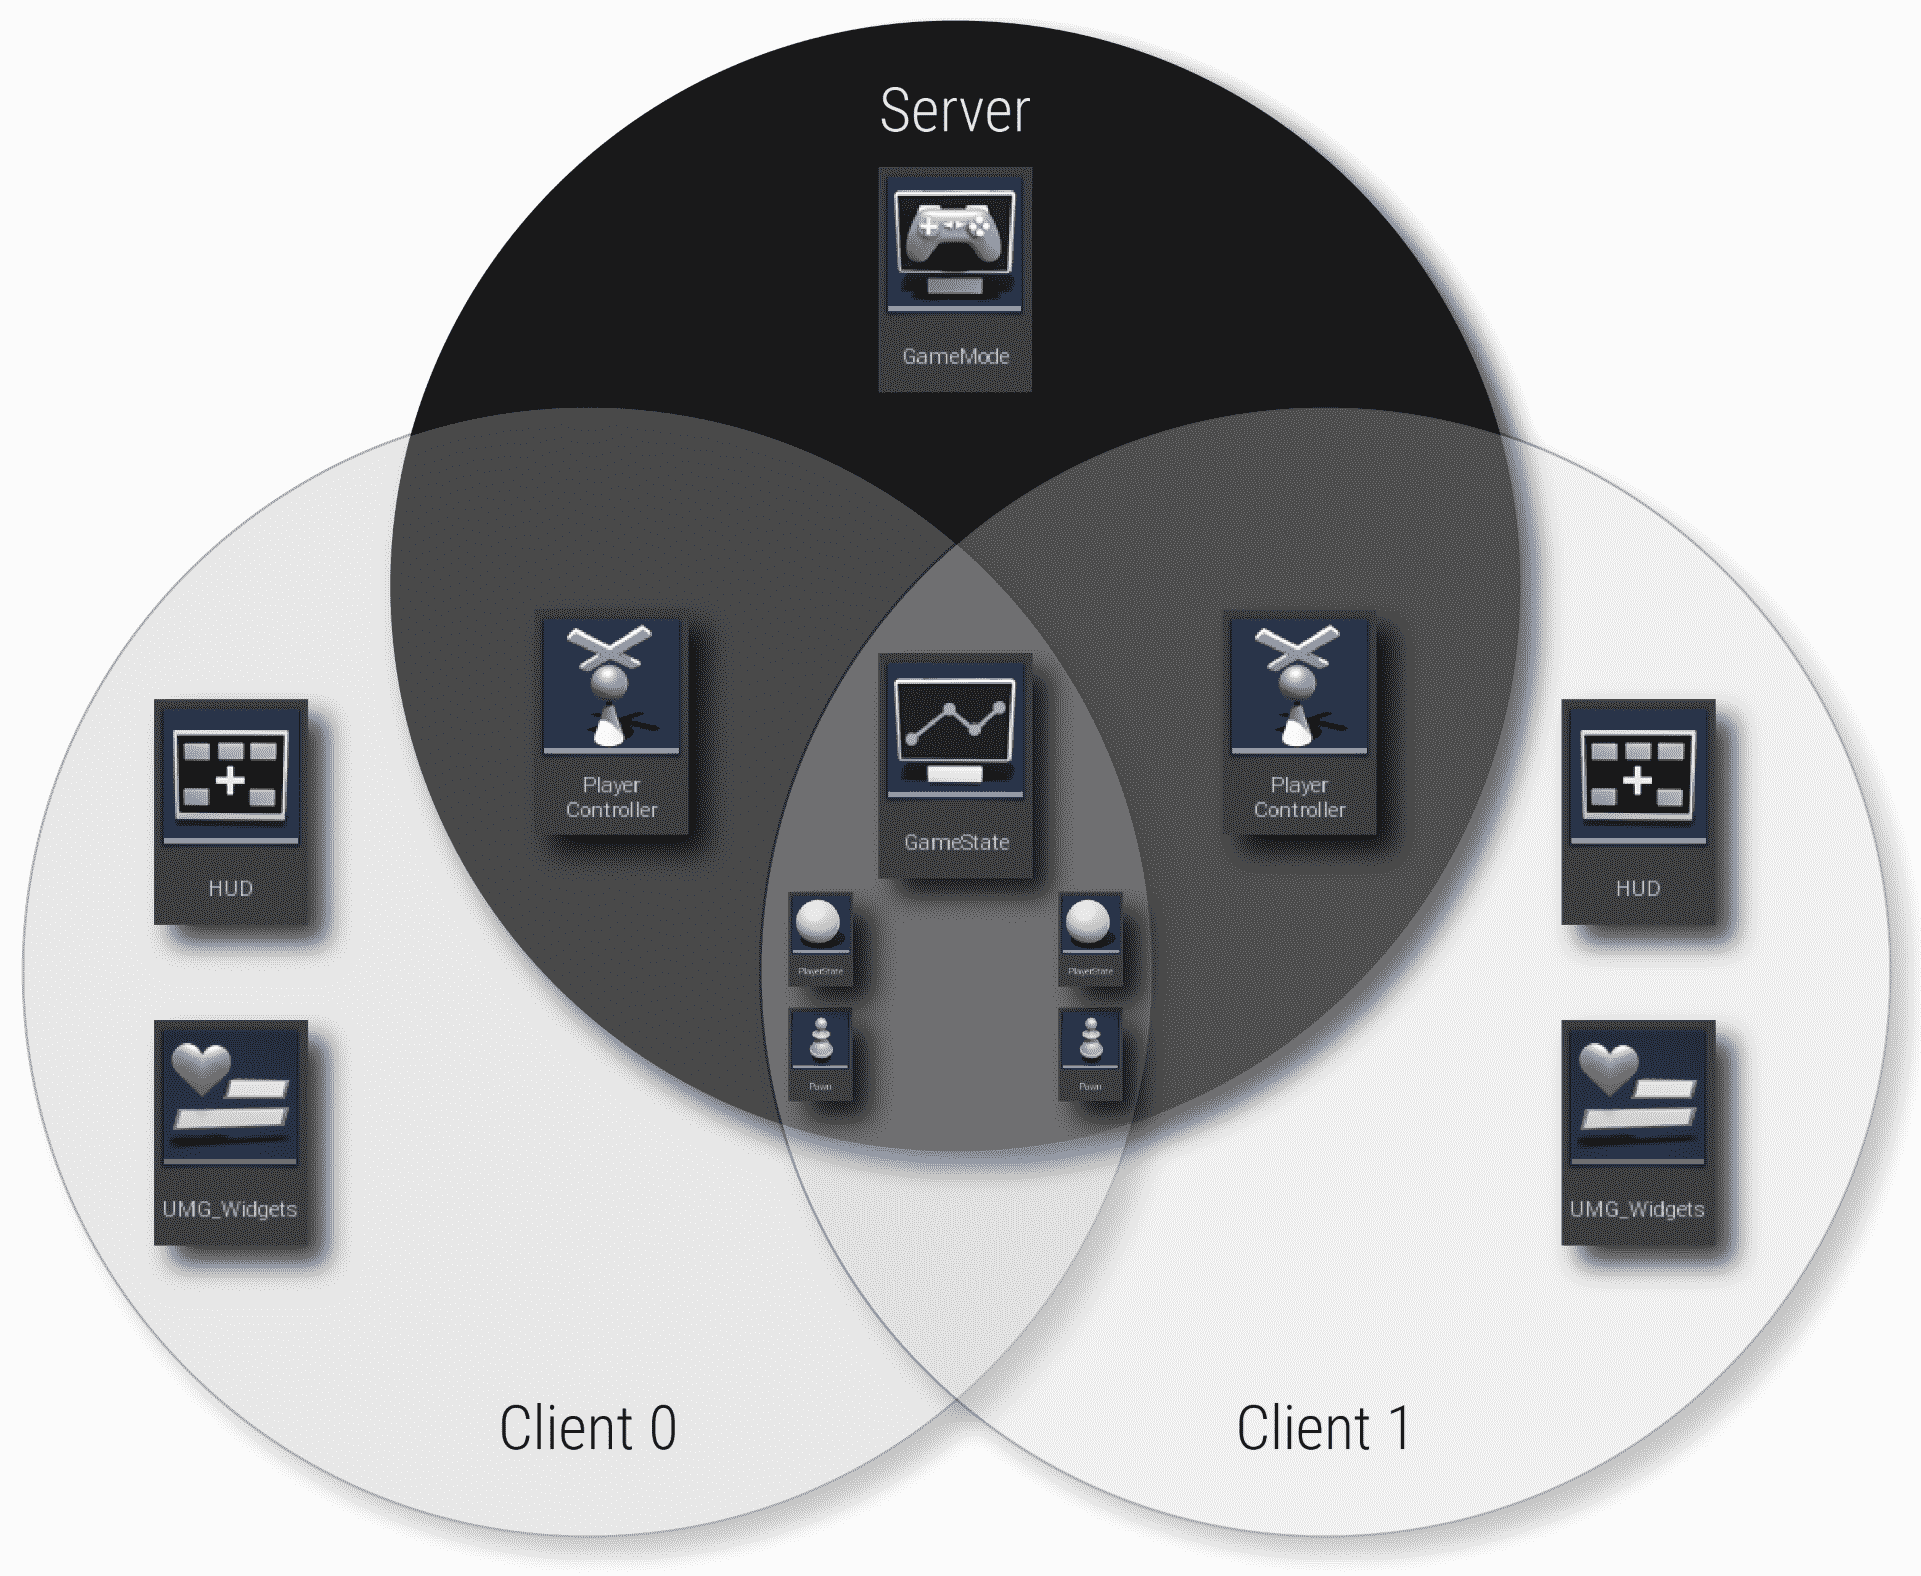 Server
GameMode
Player
Controller
GameState
Player
Controller
HUD
HUD
PlayerState
PlayerState
Pawn
Pawn
UMG_Widgets
UMG_Widgets
Client 0
Client 1